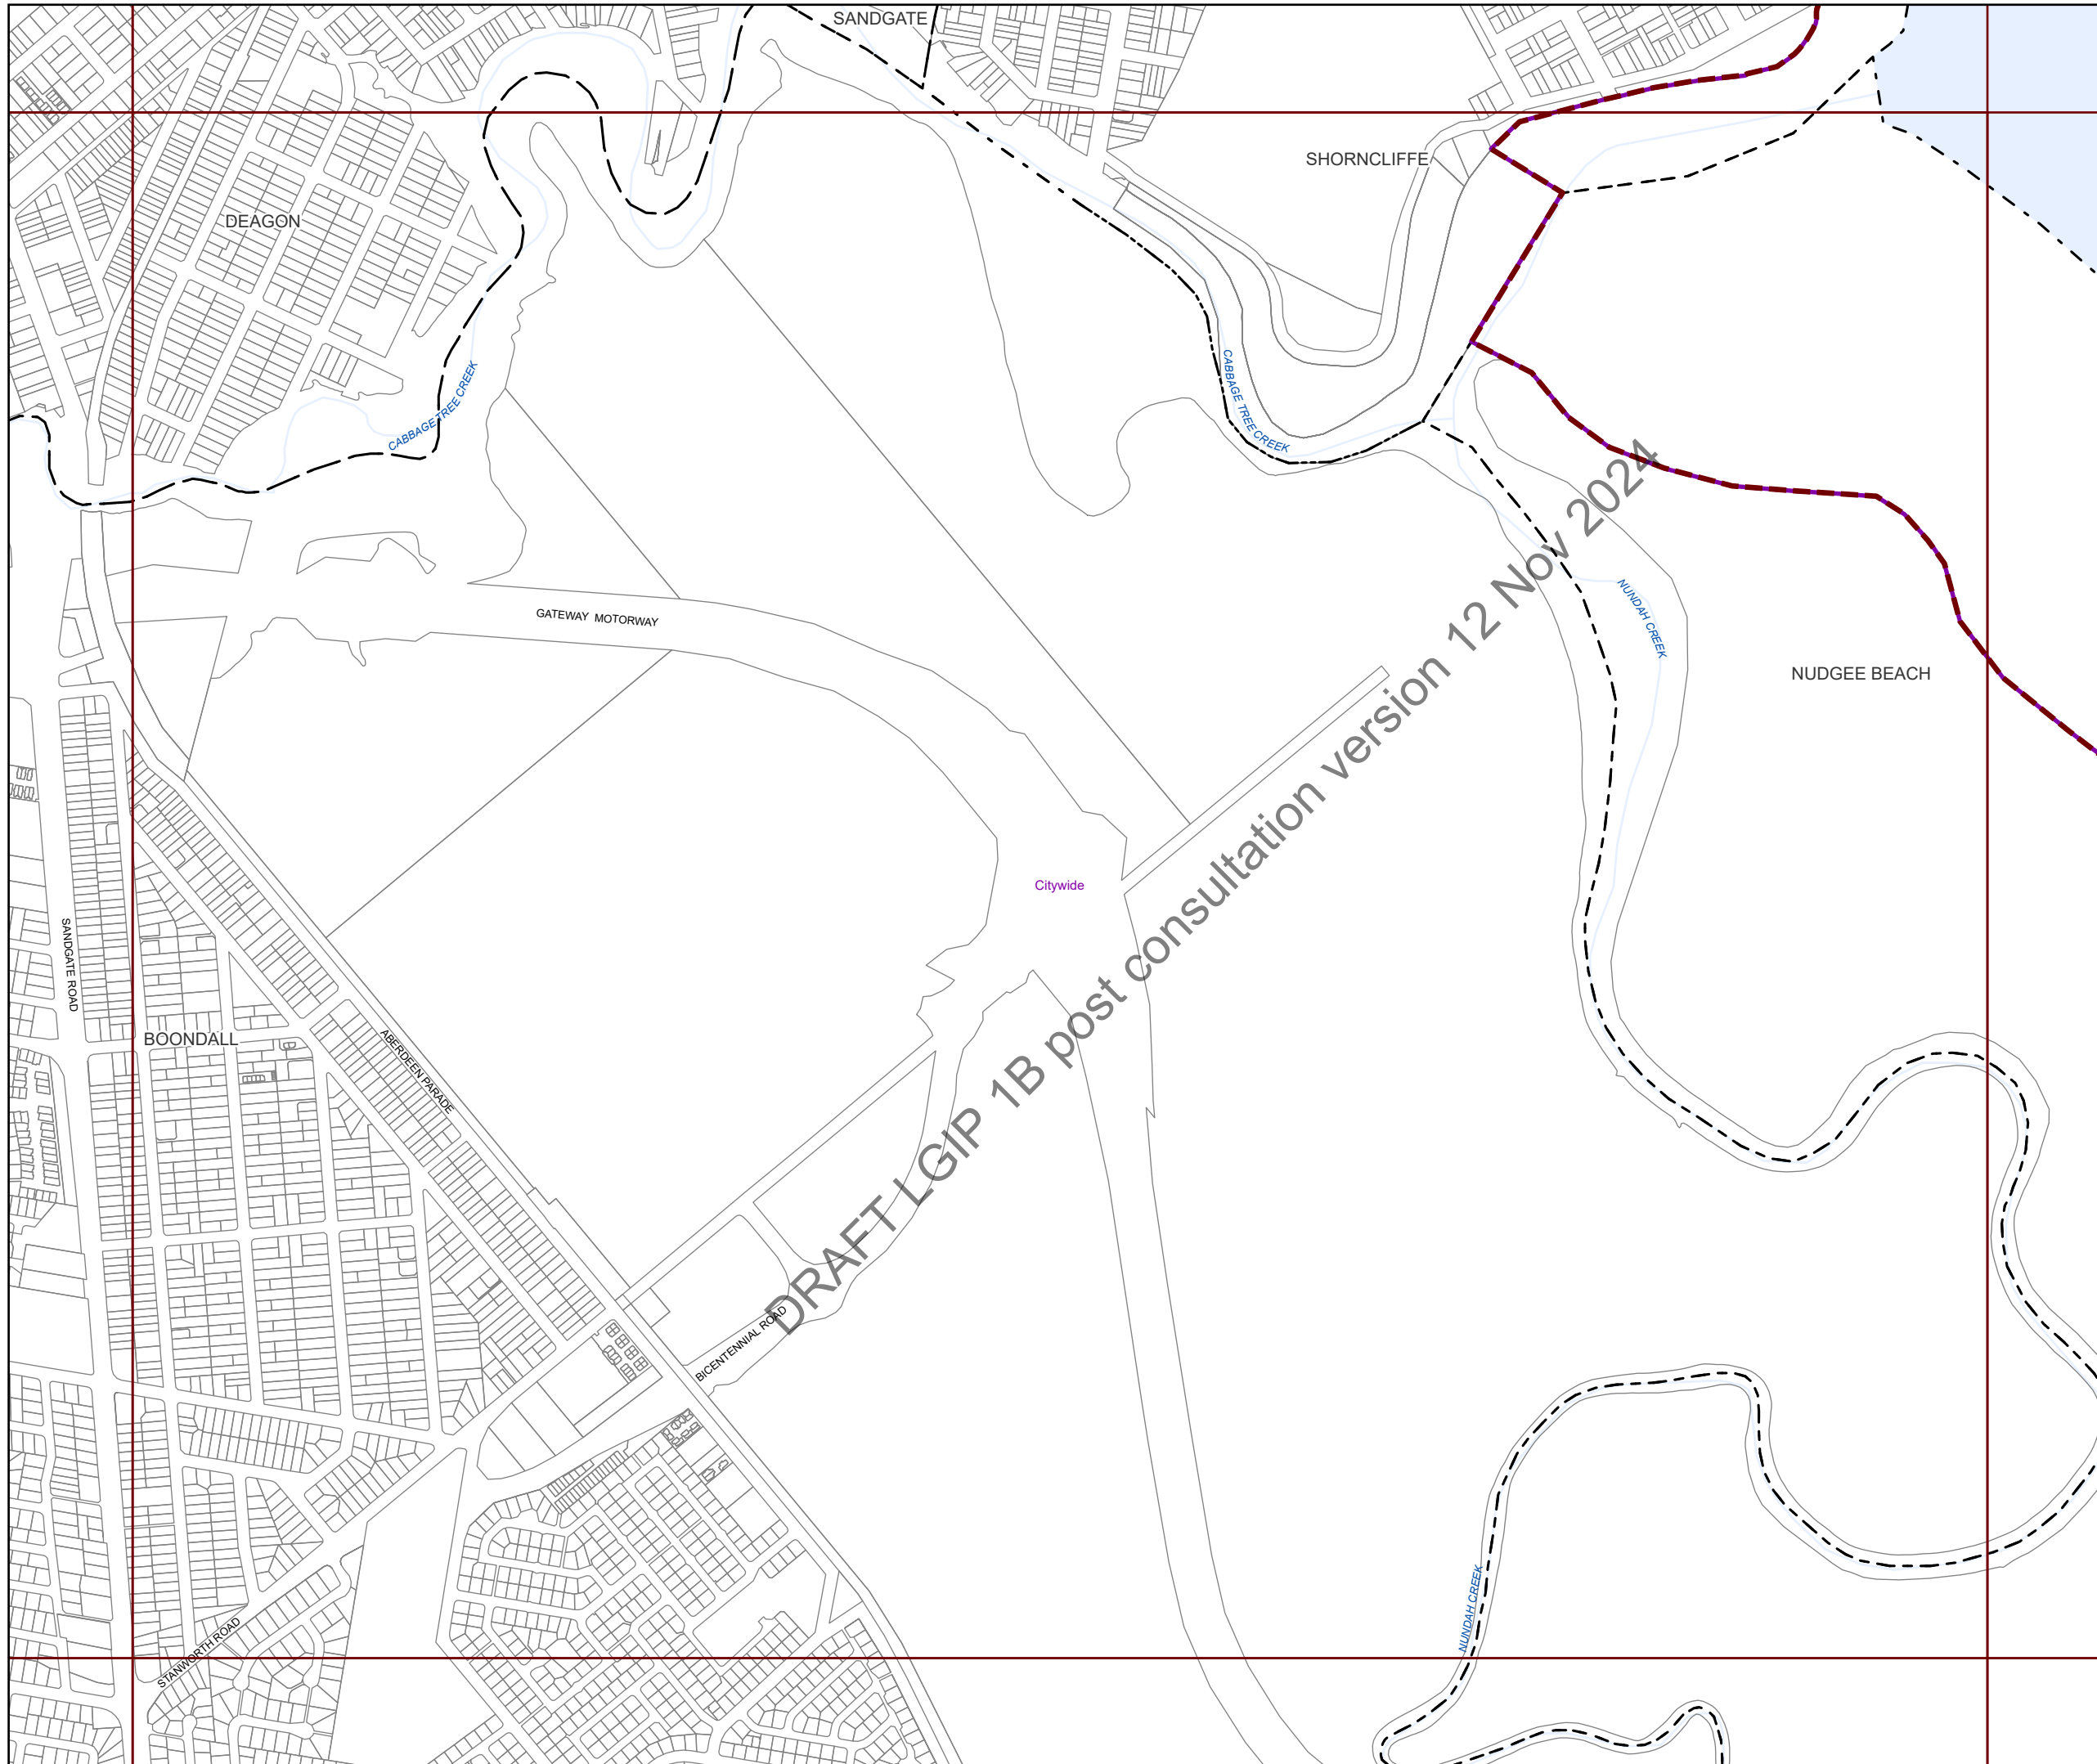 SANDGATE
SHORNCLIFFE
DEAGON
CABBAGE TREE CREEK
CABBAGE TREE CREEK
GATEWAY MOTORWAY
NUNDAH CREEK
NUDGEE BEACH
Citywide
SANDGATE ROAD
BOONDALL
ABERDEEN PARADE
DRAFT LGIP 1B post consultation version 12 Nov 2024
BICENTENNIAL ROAD
NUNDAH CREEK
STANWORTH ROAD